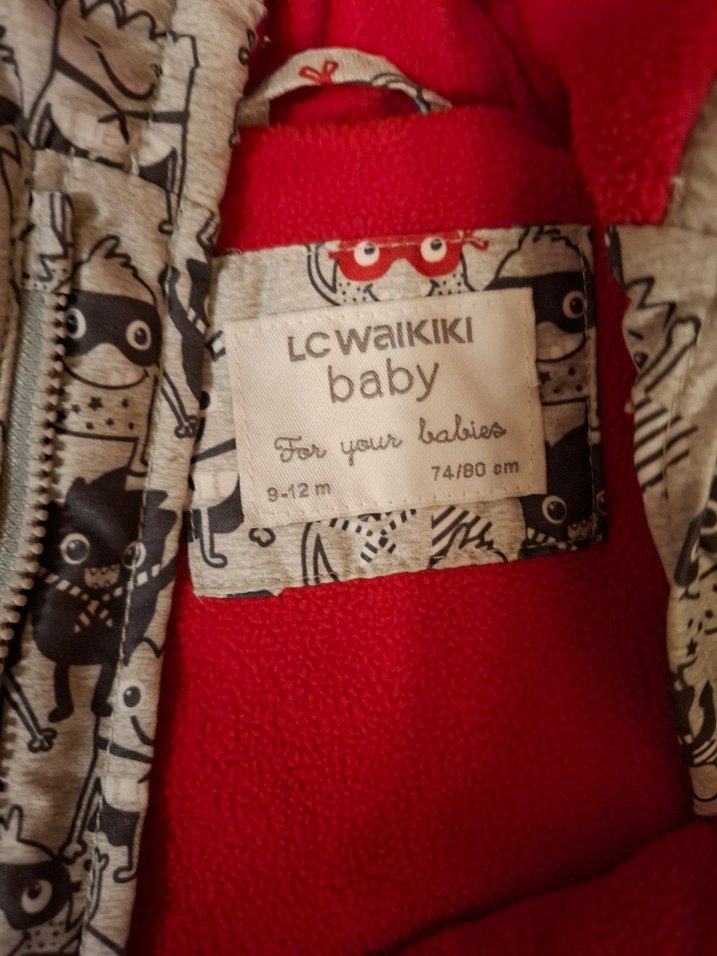 LC WAIKIKI
baby
For your babies
9-12 m 74/80 cm